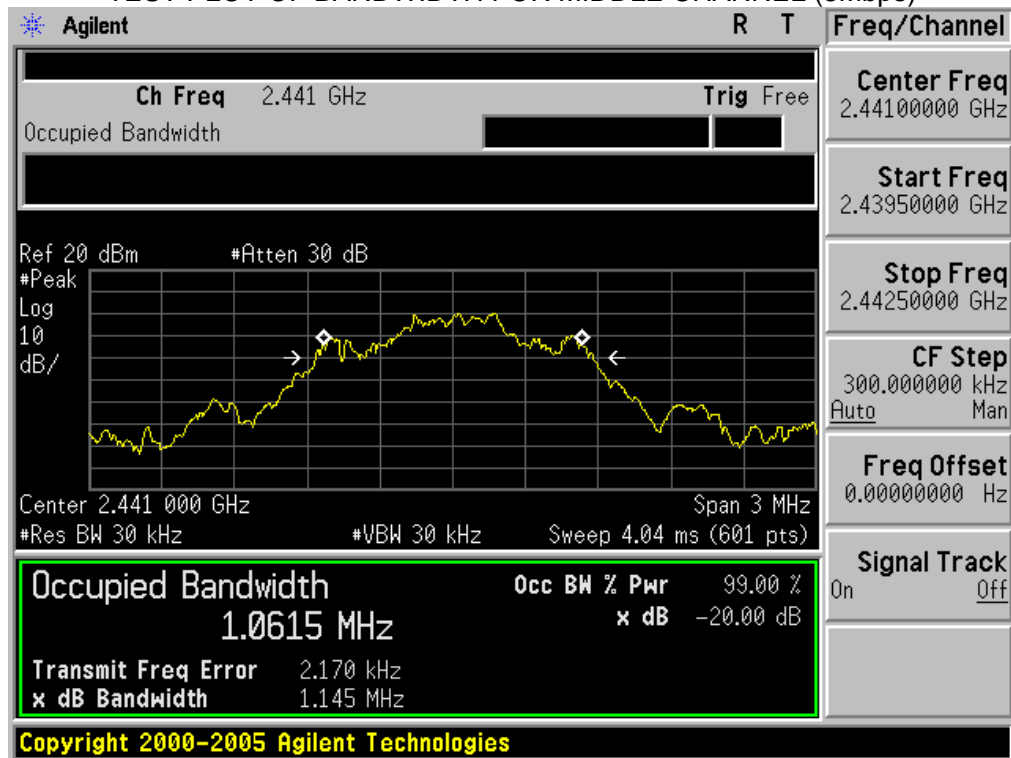 Agilent R T Freq/Channel
Ch Freq 2.441 GHz Trig Free
Occupied Bandwidth
Center Freq
2.44100000 GHz
Start Freq
2.43950000 GHz
Stop Freq
2.44250000 GHz
CF Step
300.000000 kHz
Auto Man
Freq Offset
0.00000000 Hz
Signal Track
On Off
Ref 20 dBm #Atten 30 dB
#Peak
Log
10
dB/
Center 2.441 000 GHz Span 3 MHz
#Res BW 30 kHz #VBW 30 kHz Sweep 4.04 ms (601 pts)
Occupied Bandwidth Occ BW % Pwr 99.00 %
1.0615 MHz x dB -20.00 dB
Transmit Freq Error 2.170 kHz
x dB Bandwidth 1.145 MHz
Copyright 2000-2005 Agilent Technologies